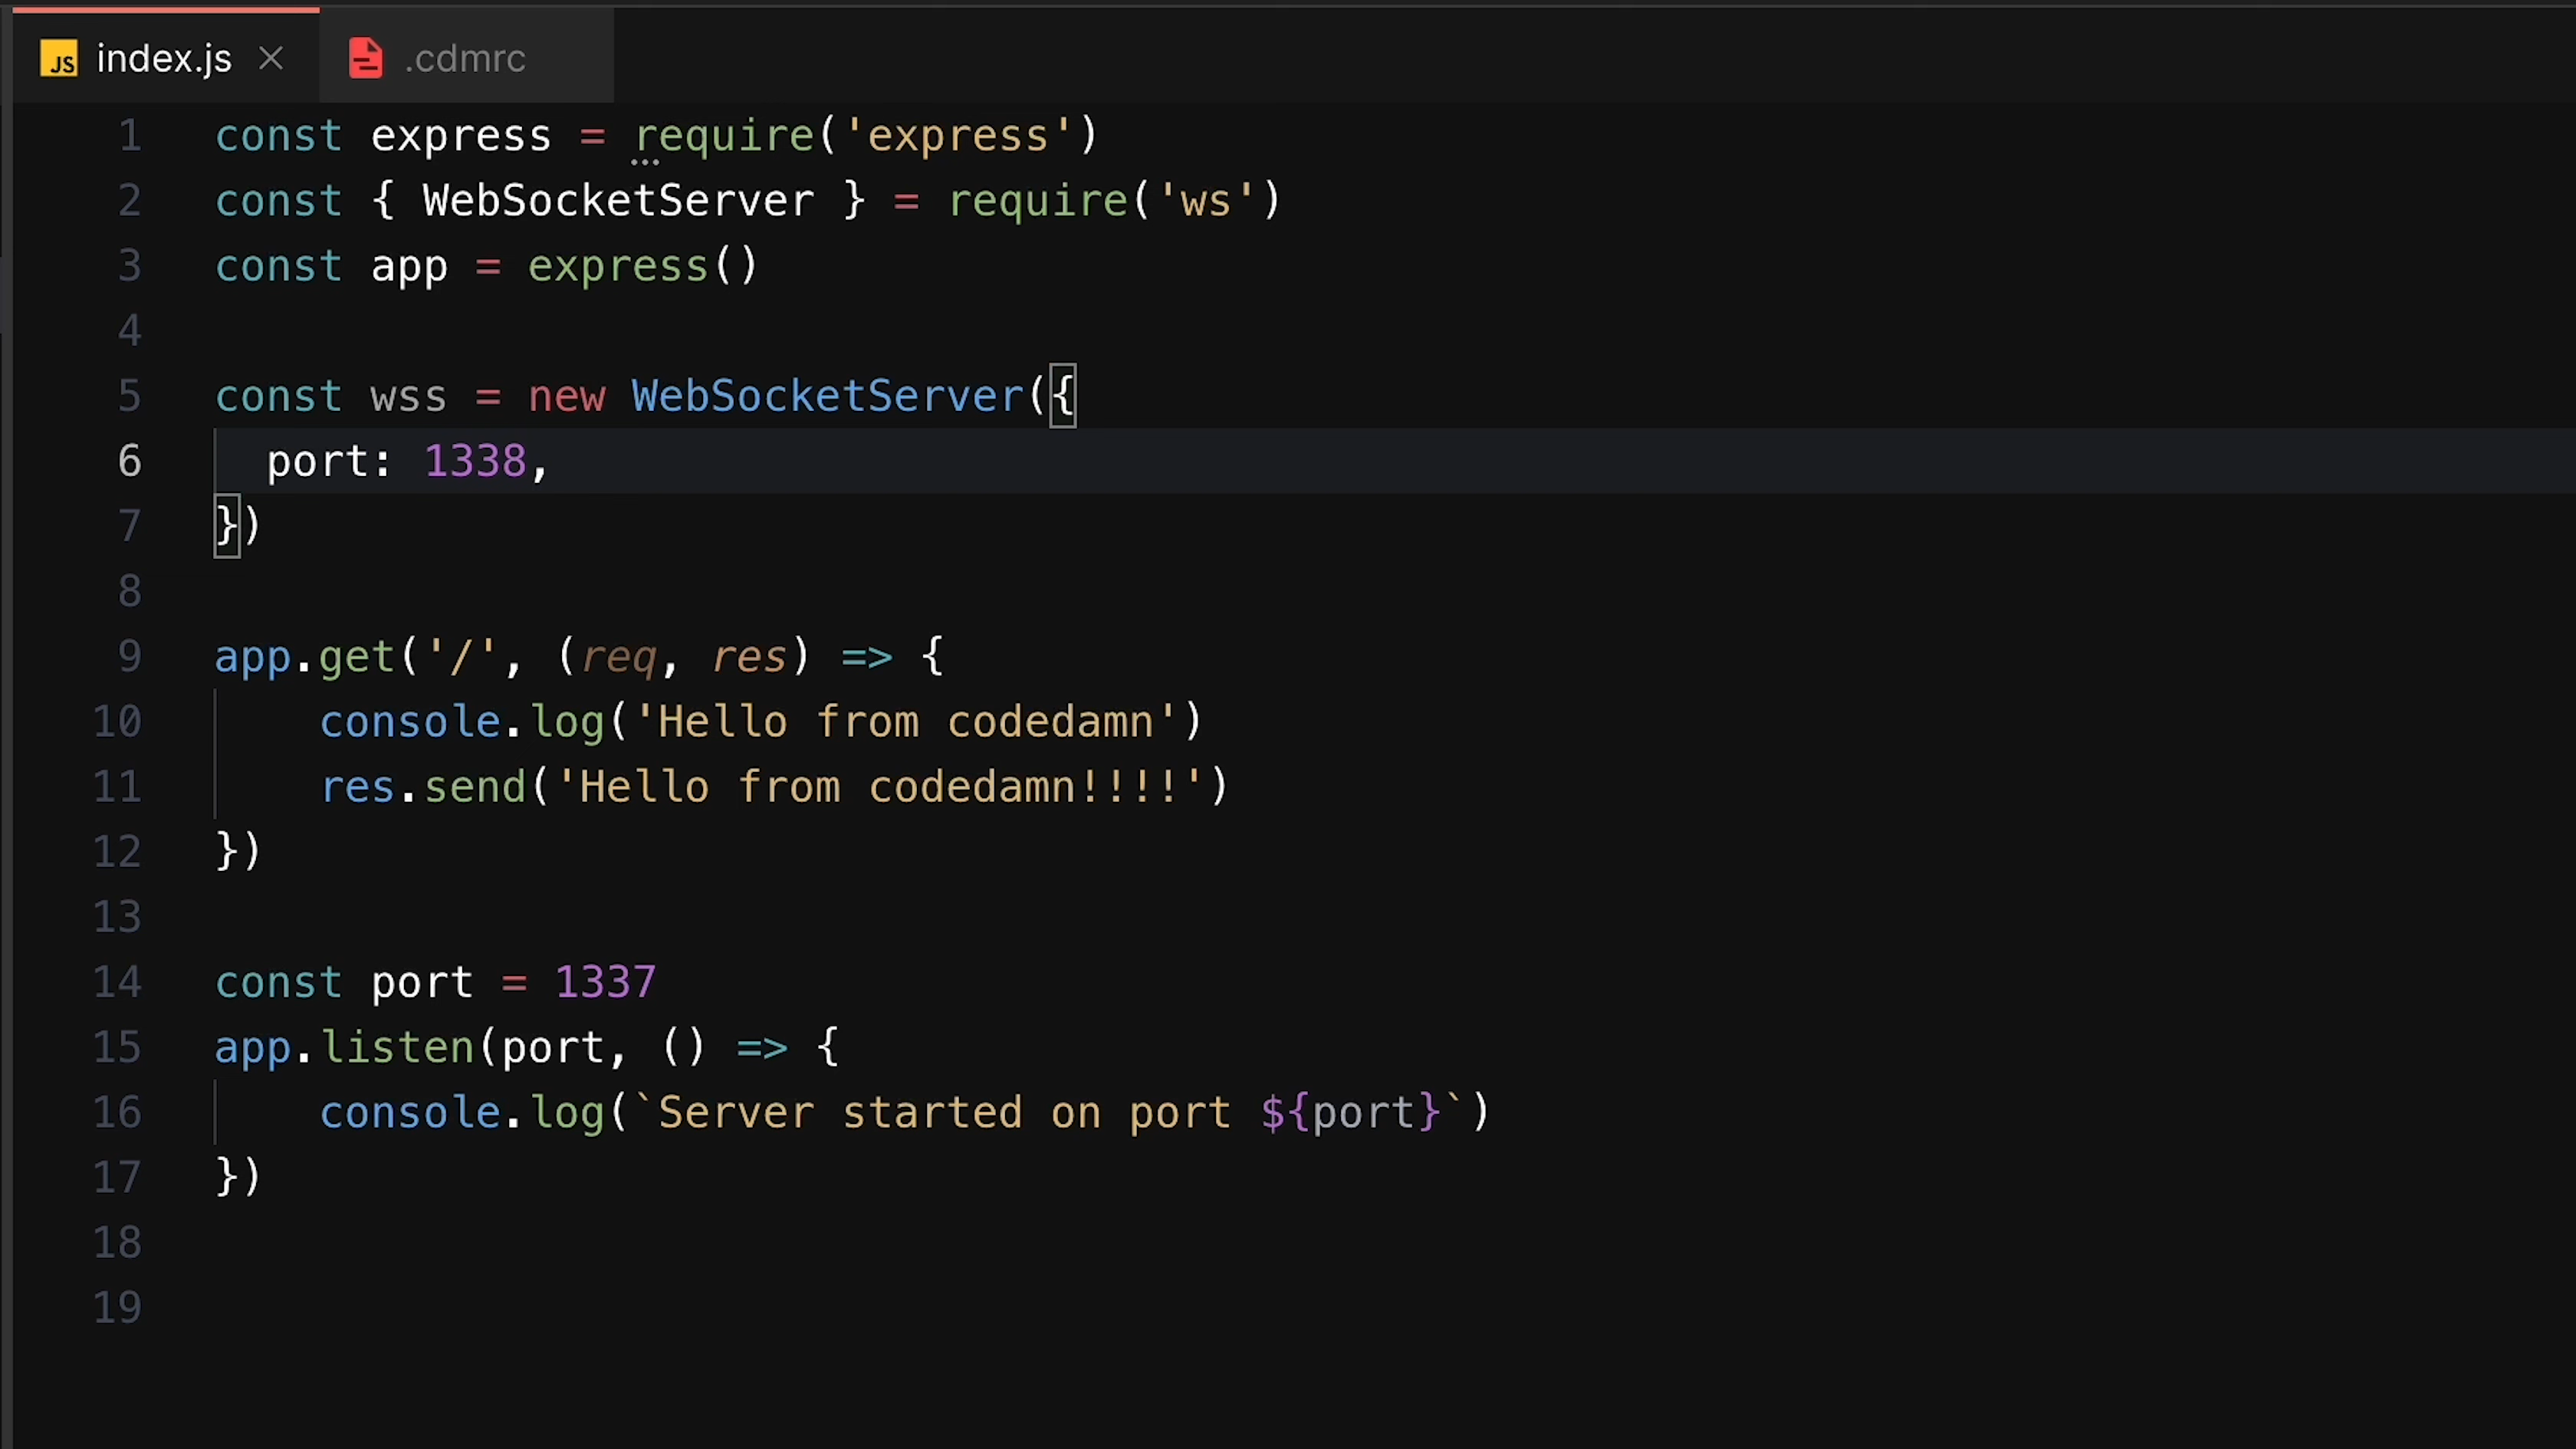 JS index.js
.cdmrc
1 const express = require('express')
2 const { WebSocketServer } = require('ws')
3 const app = express()
4
5 const wss = new WebSocketServer({
6   port: 1338,
7 })
8
9 app.get('/', (req, res) => {
10     console.log('Hello from codedamn')
11     res.send('Hello from codedamn!!!!')
12 })
13
14 const port = 1337
15 app.listen(port, () => {
16     console.log(`Server started on port ${port}`)
17 })
18
19